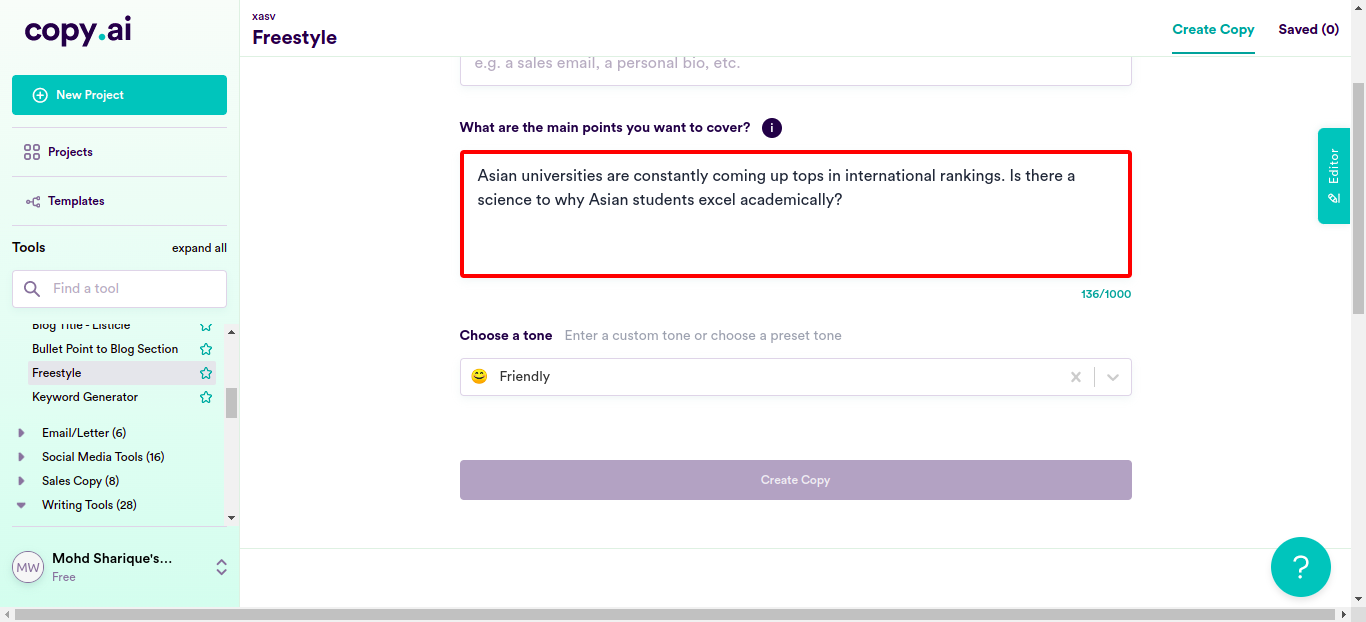 copy.ai
New Project
Projects
Templates
Tools
expand all
Find a tool
Blog Title - Listicle
Bullet Point to Blog Section
Freestyle
Keyword Generator
Email/Letter (6)
Social Media Tools (16)
Sales Copy (8)
Writing Tools (28)
MW
Mohd Sharique's...
Free
xasv
Freestyle
Create Copy
Saved (0)
e.g. a sales email, a personal bio, etc.
What are the main points you want to cover?
i
Asian universities are constantly coming up tops in international rankings. Is there a
science to why Asian students excel academically?
136/1000
Choose a tone
Enter a custom tone or choose a preset tone
Friendly
Create Copy
Editor
?